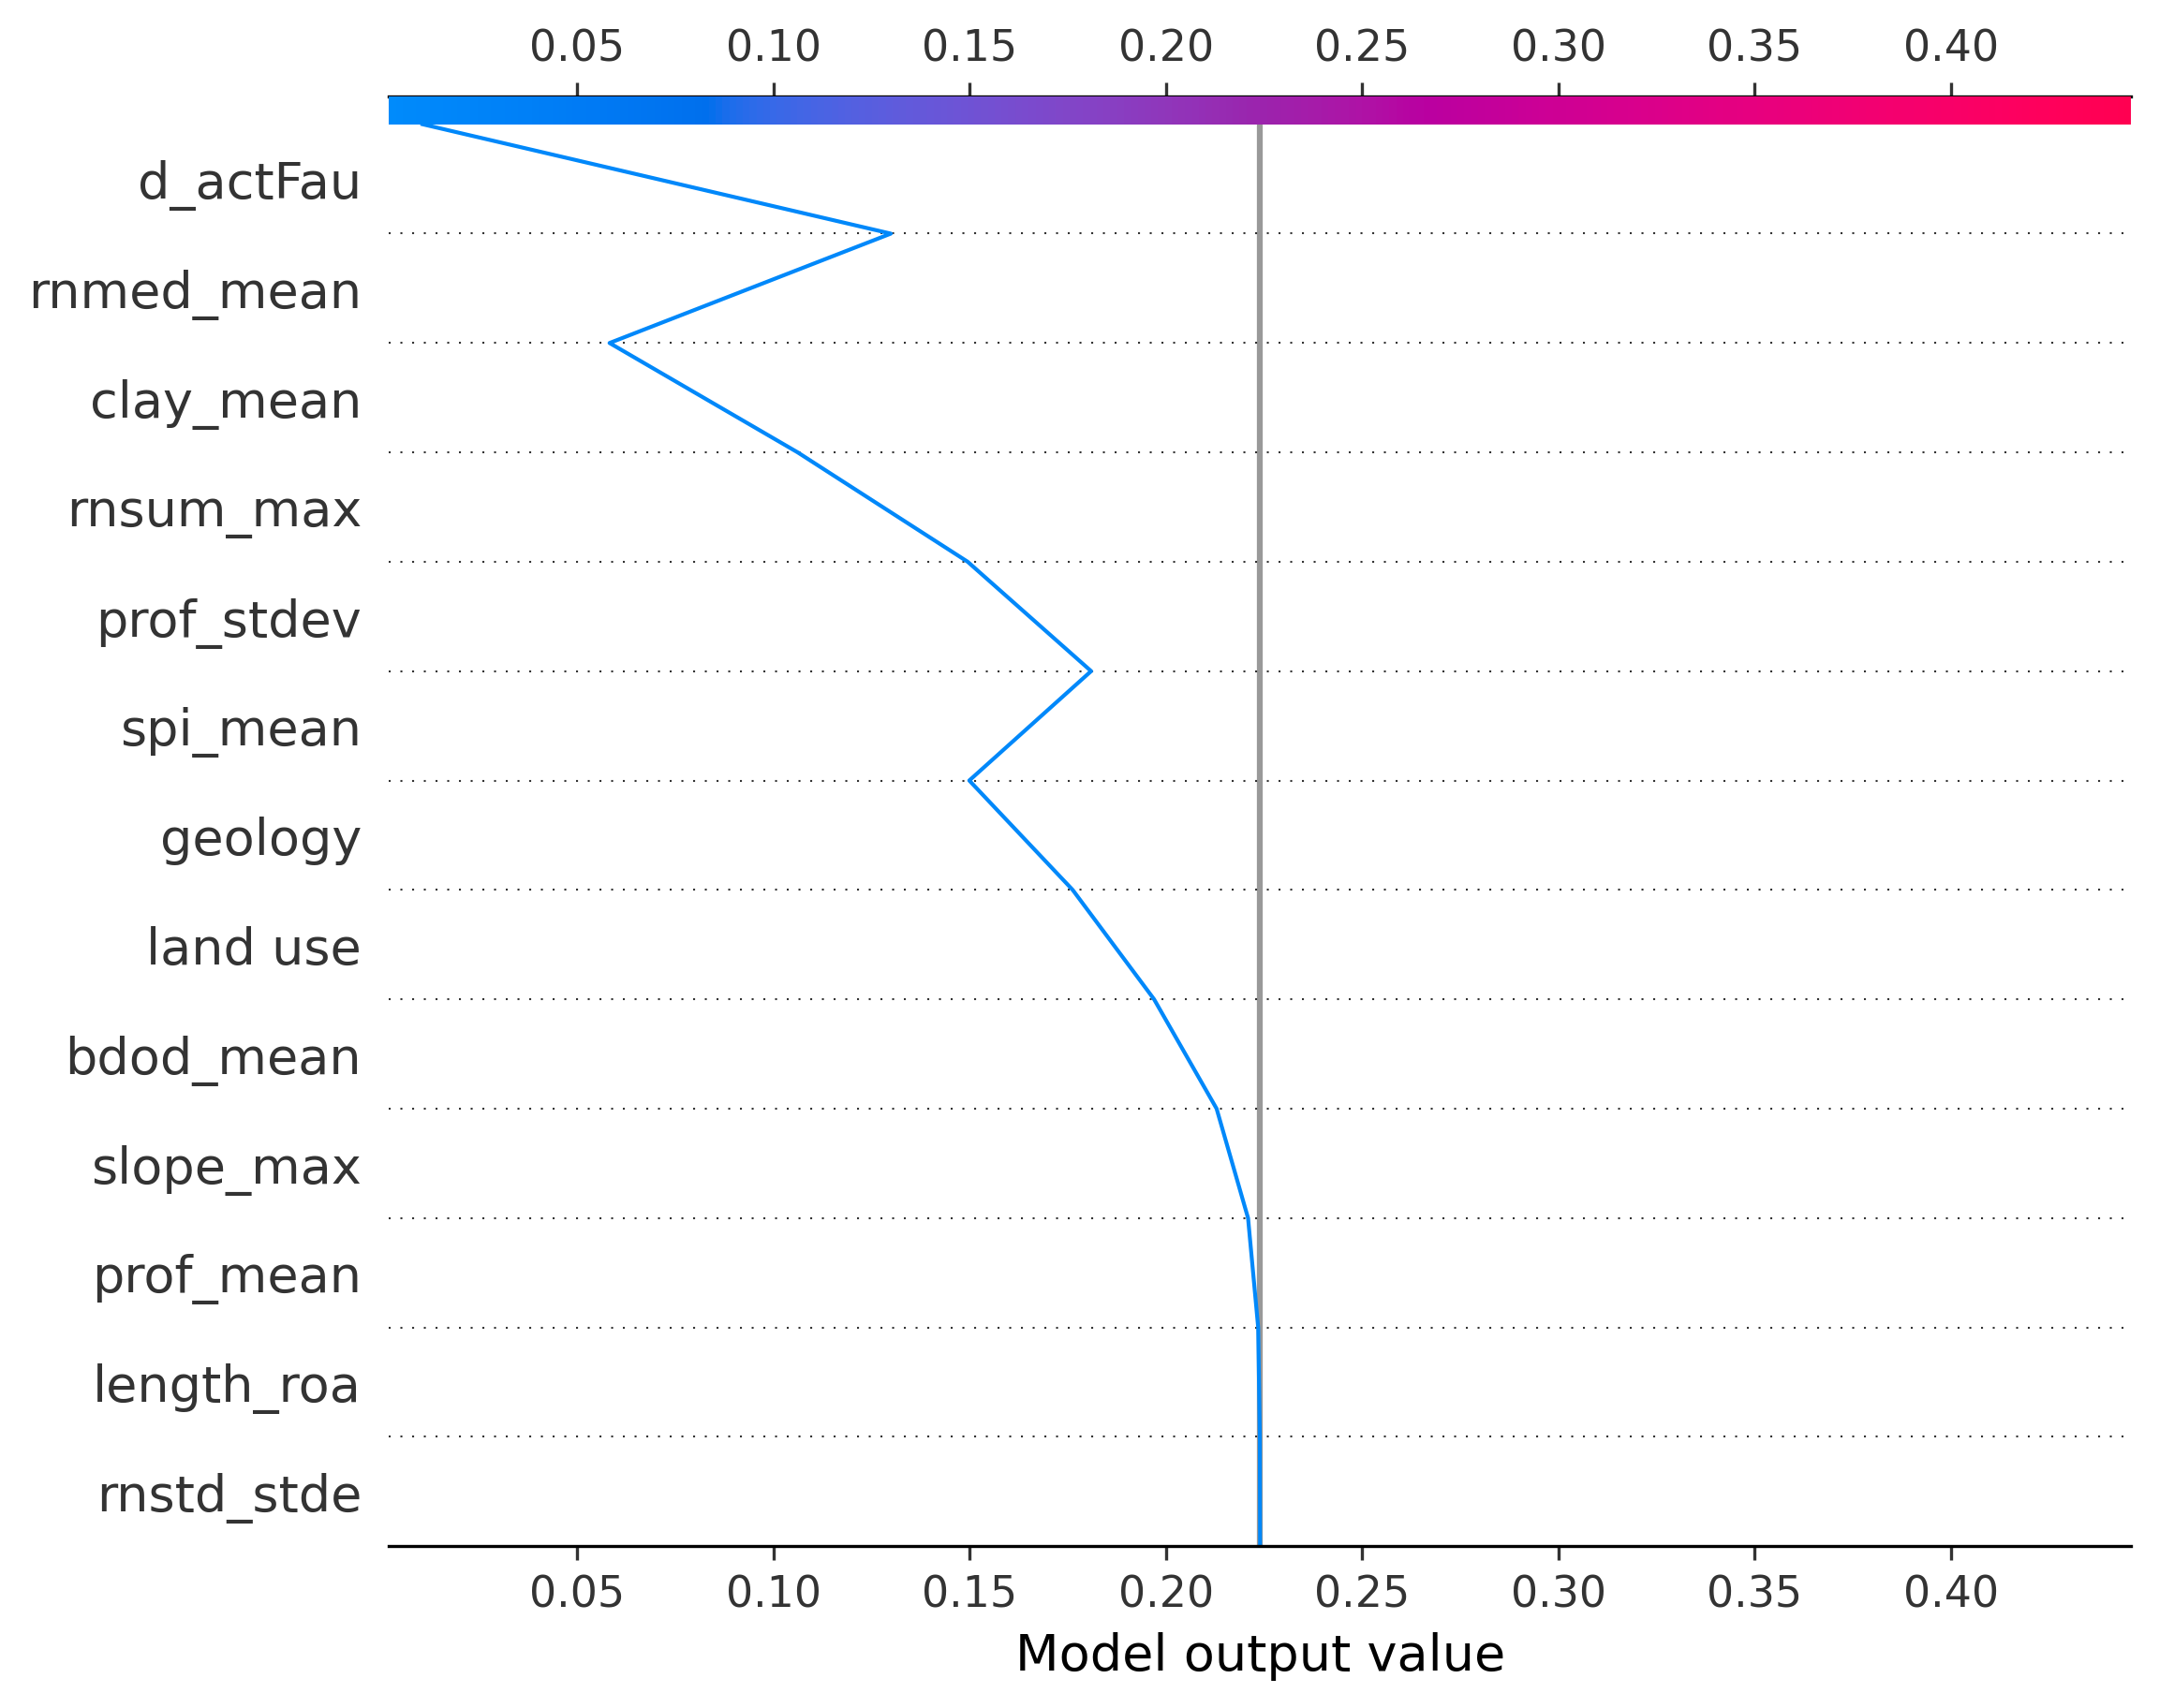 0.05 0.10 0.15 0.20 0.25 0.30 0.35 0.40
d_actFau
rnmed_mean
clay_mean
rnsum_max
prof_stdev
spi_mean
geology
land use
bdod_mean
slope_max
prof_mean
length_roa
rnstd_stde
0.05 0.10 0.15 0.20 0.25 0.30 0.35 0.40
Model output value